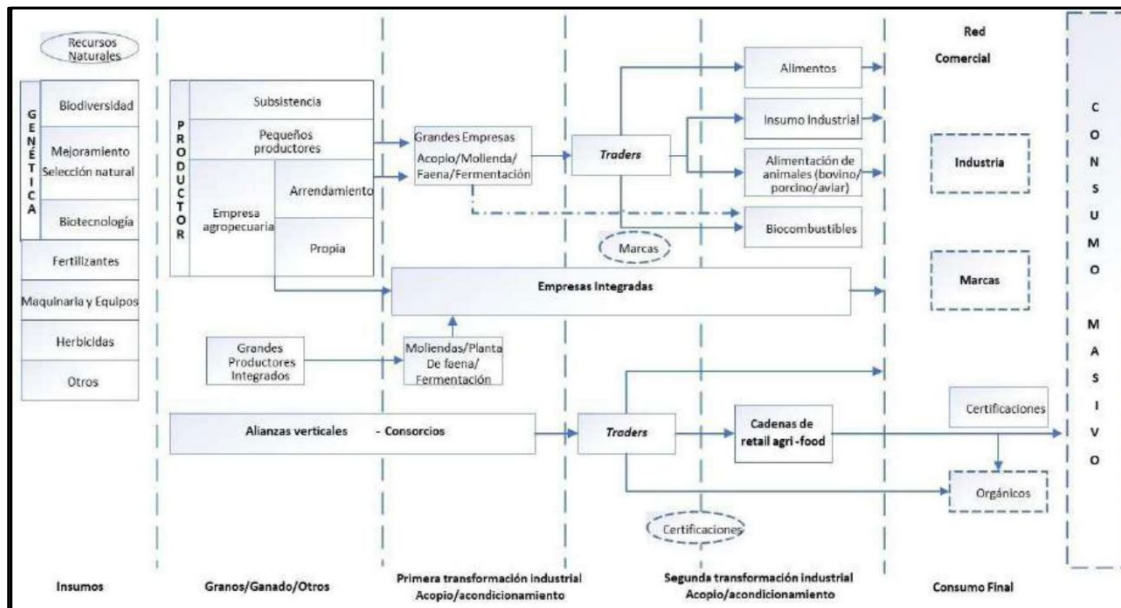 Recursos
Naturales
GENÉTICA
Biodiversidad
Mejoramiento
Selección natural
Biotecnología
Fertilizantes
Maquinaria y Equipos
Herbicidas
Otros
PRODUCTOR
Subsistencia
Pequeños
productores
Empresa
agropecuaria
Arrendamiento
Propia
Grandes
Productores
Integrados
Alianzas verticales - Consorcios
Grandes Empresas
Acopio/Molienda/
Faena/Fermentación
Empresas Integradas
Moliendas/Planta
De faena/
Fermentación
Traders
Marcas
Traders
Certificaciones
Alimentos
Insumo Industrial
Alimentación de
animales (bovino/
porcino/aviar)
Biocombustibles
Cadenas de
retail agri-food
Red
Comercial
Industria
Marcas
Certificaciones
Orgánicos
CONSUMO MASIVO
Insumos
Granos/Ganado/Otros
Primera transformación industrial
Acopio/acondicionamiento
Segunda transformación industrial
Acopio/acondicionamiento
Consumo Final